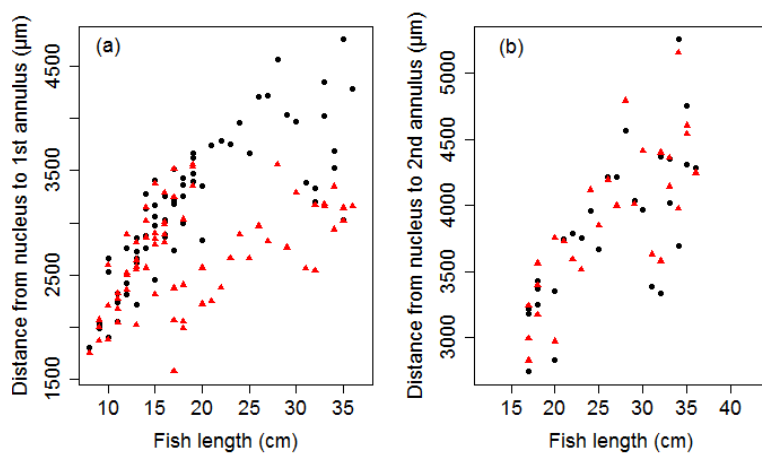 (a)
Distance from nucleus to 1st annulus (µm)
4500
3500
2500
1500
10 15 20 25 30 35
Fish length (cm)
(b)
Distance from nucleus to 2nd annulus (µm)
5000
4500
4000
3500
3000
15 20 25 30 35 40
Fish length (cm)